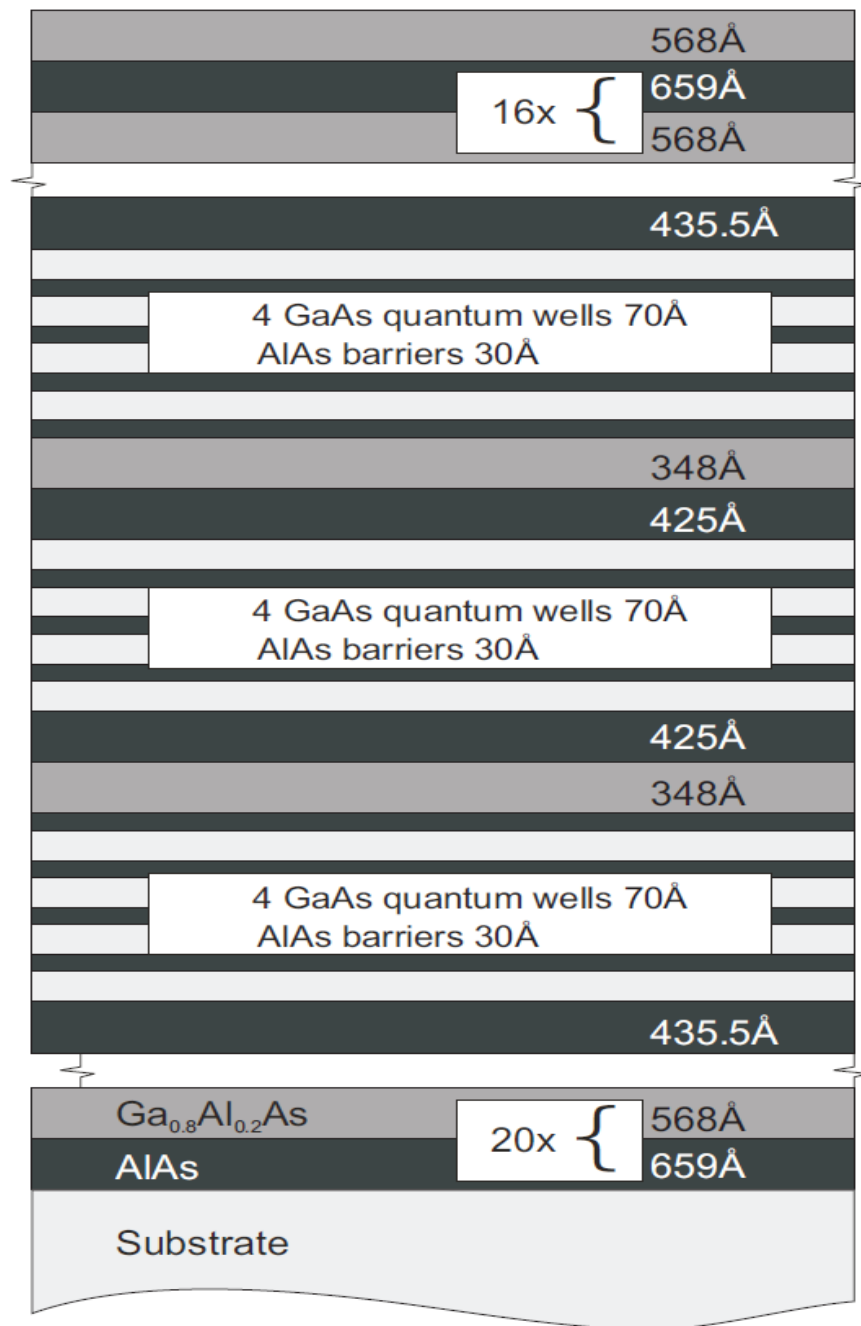 568Å
659Å
16x {
568Å
435.5Å
4 GaAs quantum wells 70Å
AlAs barriers 30Å
348Å
425Å
4 GaAs quantum wells 70Å
AlAs barriers 30Å
425Å
348Å
4 GaAs quantum wells 70Å
AlAs barriers 30Å
435.5Å
Ga₀.₈Al₀.₂As 568Å
20x {
AlAs 659Å
Substrate